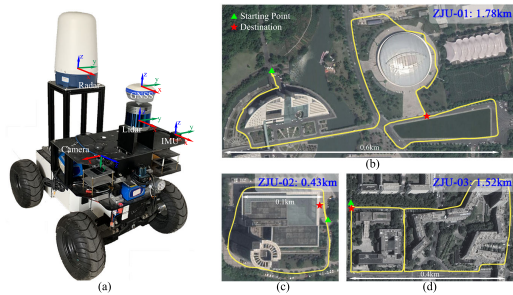 Radar
GNSS
Lidar
IMU
Camera
(a)
Starting Point
Destination
ZJU-01: 1.78km
0.6km
(b)
ZJU-02: 0.43km
0.1km
(c)
ZJU-03: 1.52km
0.4km
(d)